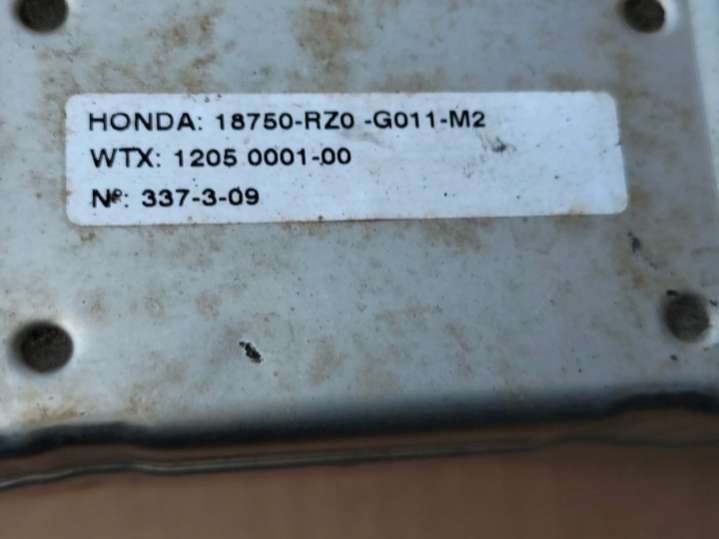 HONDA: 18750-RZ0 -G011-M2
WTX: 1205 0001-00
Nº: 337-3-09